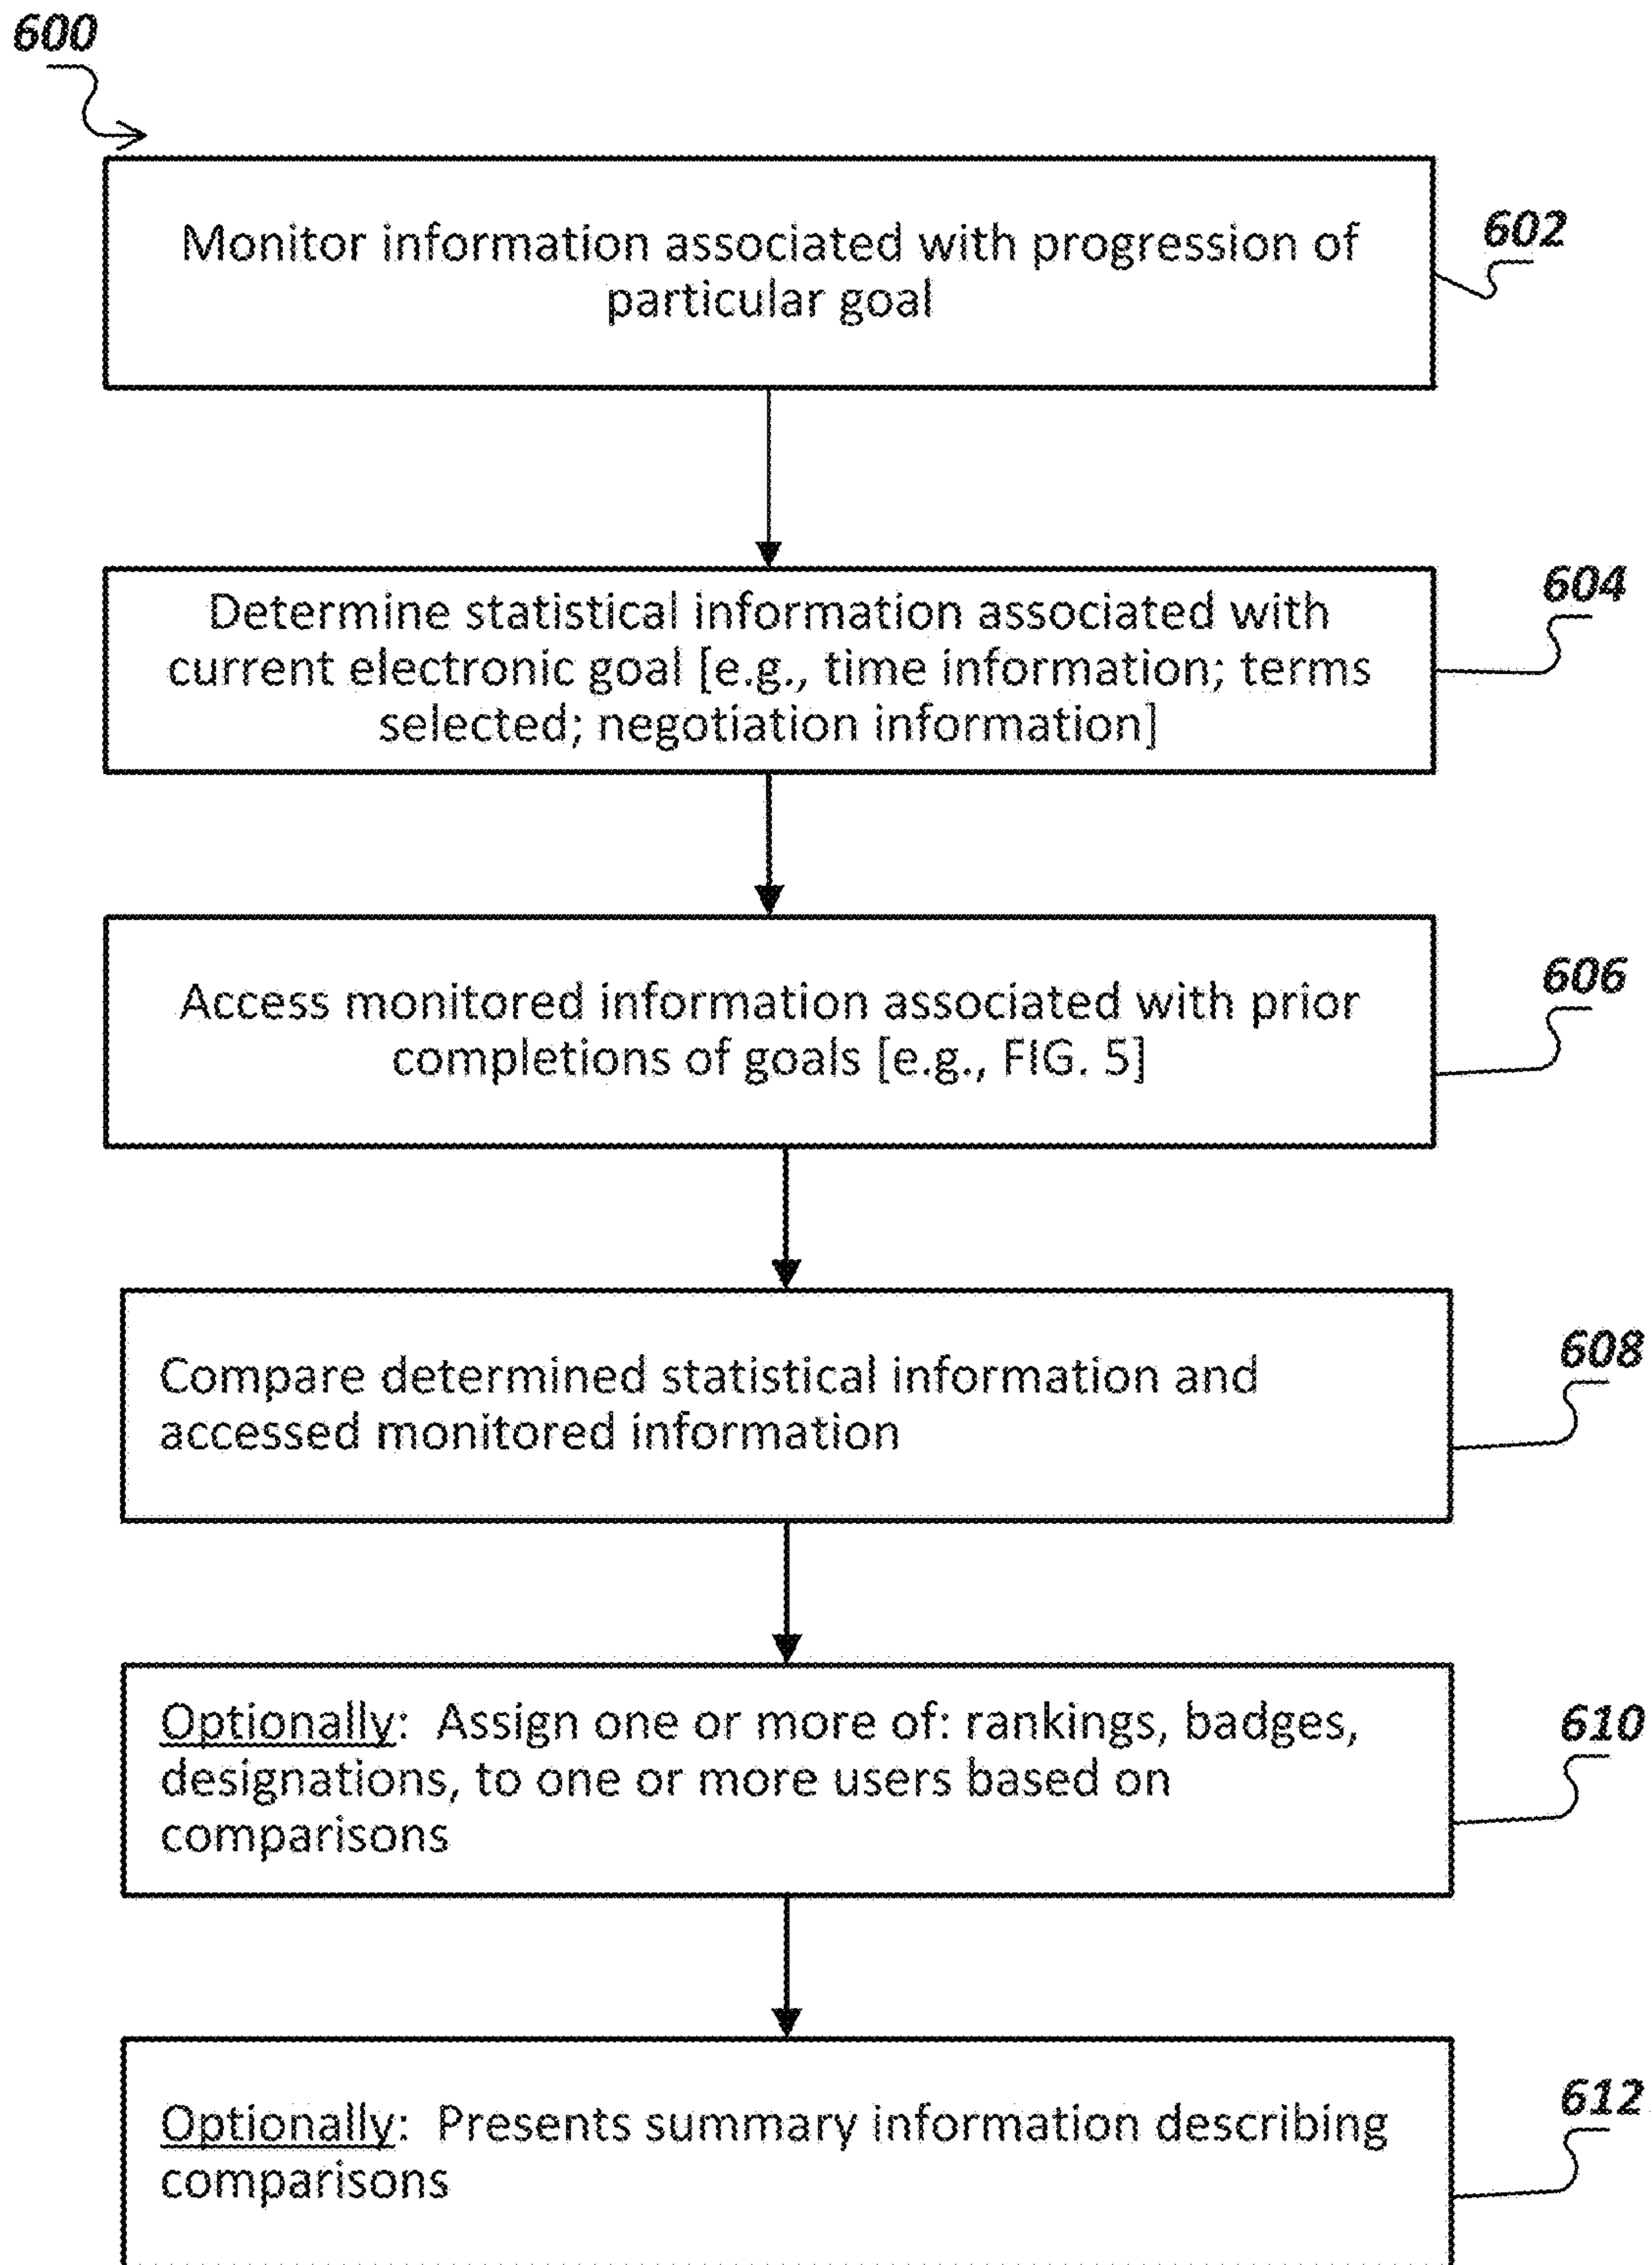 600
Monitor information associated with progression of
particular goal
602
Determine statistical information associated with
current electronic goal [e.g., time information; terms
selected; negotiation information]
604
Access monitored information associated with prior
completions of goals [e.g., FIG. 5]
606
Compare determined statistical information and
accessed monitored information
608
Optionally: Assign one or more of: rankings, badges,
designations, to one or more users based on
comparisons
610
Optionally: Presents summary information describing
comparisons
612